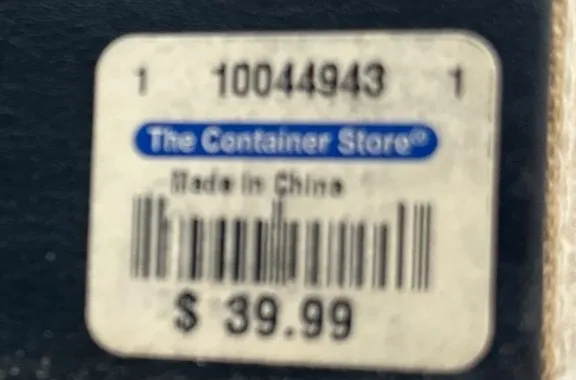 1 10044943 1
The Container Store®
Made in China
$ 39.99